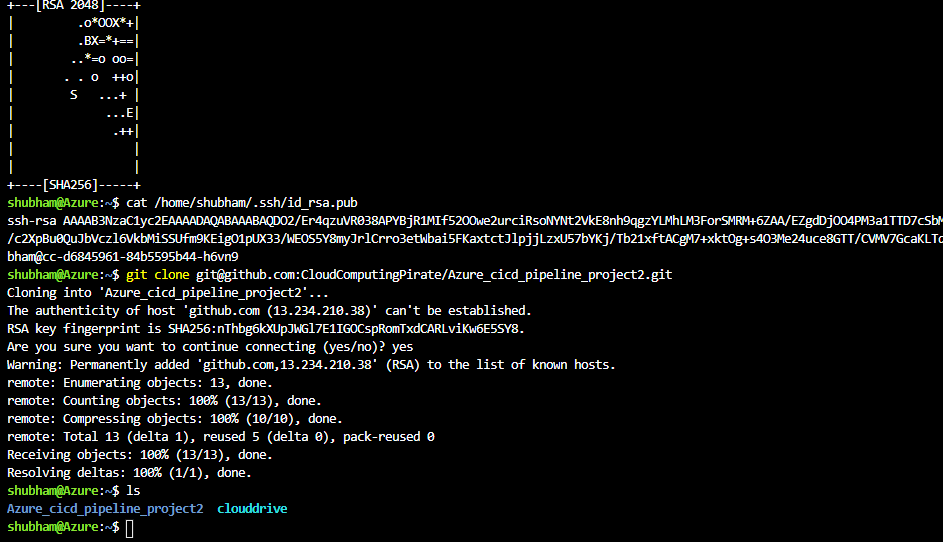 +---[RSA 2048]----+
|         .o*OOX*+|
|         .BX=*+==|
|        ..*=o oo=|
|       . . o  ++o|
|        S   ...+ |
|             ...E|
|              .++|
|                 |
|                 |
+----[SHA256]-----+
shubham@Azure:~$ cat /home/shubham/.ssh/id_rsa.pub
ssh-rsa AAAAB3NzaC1yc2EAAAADAQABAAABAQDO2/Er4qzuVR038APYBjR1MIf52OOwe2urciRsoNYNt2VkE8nh9qgzYLMhLM3ForSMRM+6ZAA/EZgdDjOO4PM3a1TTD7cSbM
/c2XpBu0QuJbVczl6VkbMiSSUfm9KEigO1pUX33/WEOS5Y8myJrlCrro3etWbai5FKaxtctJlpjjLzxU57bYKj/Tb21xftACgM7+xktOg+s4O3Me24uce8GTT/CVMV7GcaKLTo
bham@cc-d6845961-84b5595b44-h6vn9
shubham@Azure:~$ git clone git@github.com:CloudComputingPirate/Azure_cicd_pipeline_project2.git
Cloning into 'Azure_cicd_pipeline_project2'...
The authenticity of host 'github.com (13.234.210.38)' can't be established.
RSA key fingerprint is SHA256:nThbg6kXUpJWGl7E1IGOCspRomTxdCARLviKw6E5SY8.
Are you sure you want to continue connecting (yes/no)? yes
Warning: Permanently added 'github.com,13.234.210.38' (RSA) to the list of known hosts.
remote: Enumerating objects: 13, done.
remote: Counting objects: 100% (13/13), done.
remote: Compressing objects: 100% (10/10), done.
remote: Total 13 (delta 1), reused 5 (delta 0), pack-reused 0
Receiving objects: 100% (13/13), done.
Resolving deltas: 100% (1/1), done.
shubham@Azure:~$ ls
Azure_cicd_pipeline_project2  clouddrive
shubham@Azure:~$